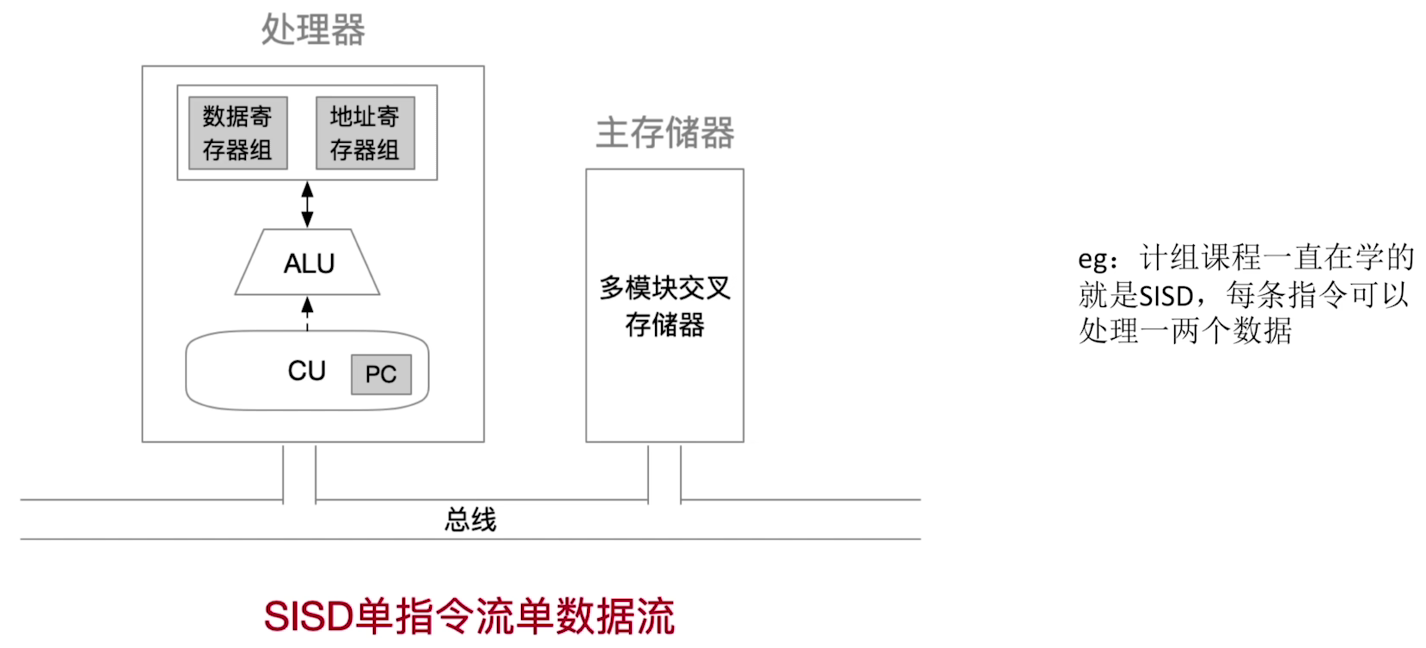 处理器
数据寄
存器组
地址寄
存器组
ALU
CU
PC
主存储器
多模块交叉
存储器
总线
eg：计组课程一直在学的
就是SISD，每条指令可以
处理一两个数据
SISD单指令流单数据流